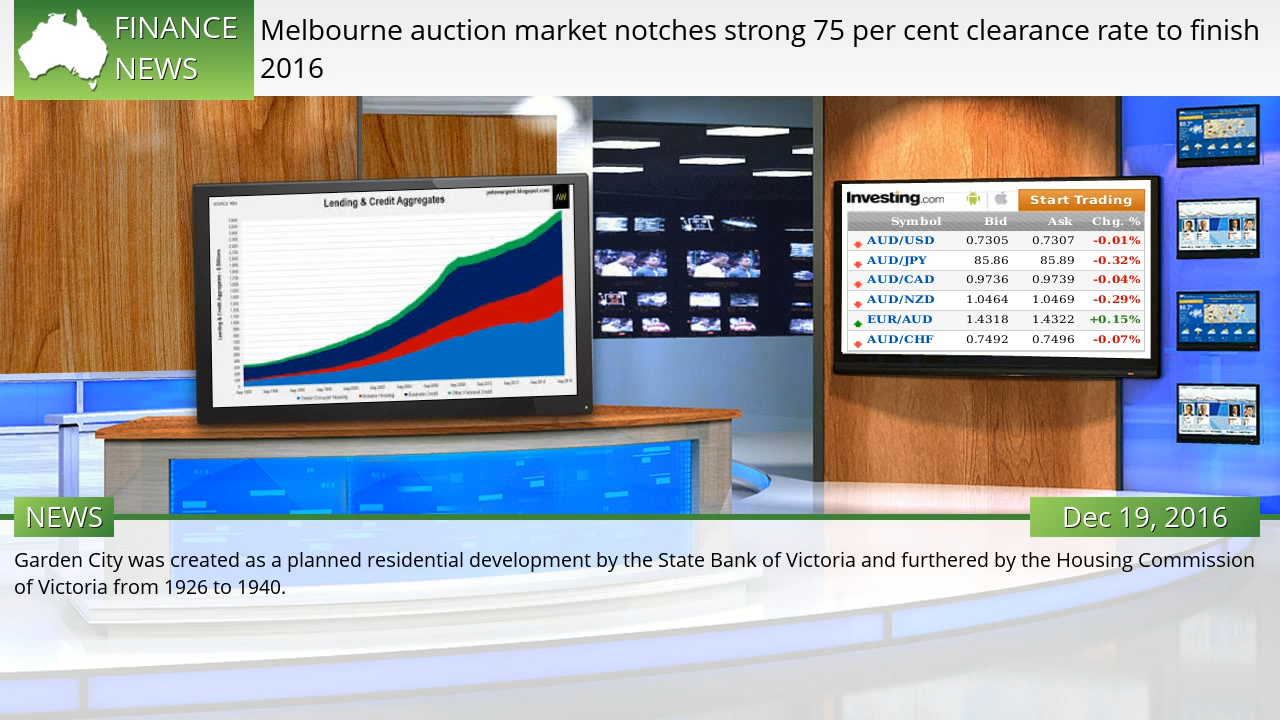 FINANCE
NEWS
Melbourne auction market notches strong 75 per cent clearance rate to finish
2016
Lending & Credit Aggregates
Investing.com
Start Trading
Symbol Bid Ask Chg. %
AUD/USD 0.7305 0.7307 -0.01%
AUD/JPY 85.86 85.89 -0.32%
AUD/CAD 0.9736 0.9739 -0.04%
AUD/NZD 1.0464 1.0469 -0.29%
EUR/AUD 1.4318 1.4322 +0.15%
AUD/CHF 0.7492 0.7496 -0.07%
NEWS
Dec 19, 2016
Garden City was created as a planned residential development by the State Bank of Victoria and furthered by the Housing Commission
of Victoria from 1926 to 1940.